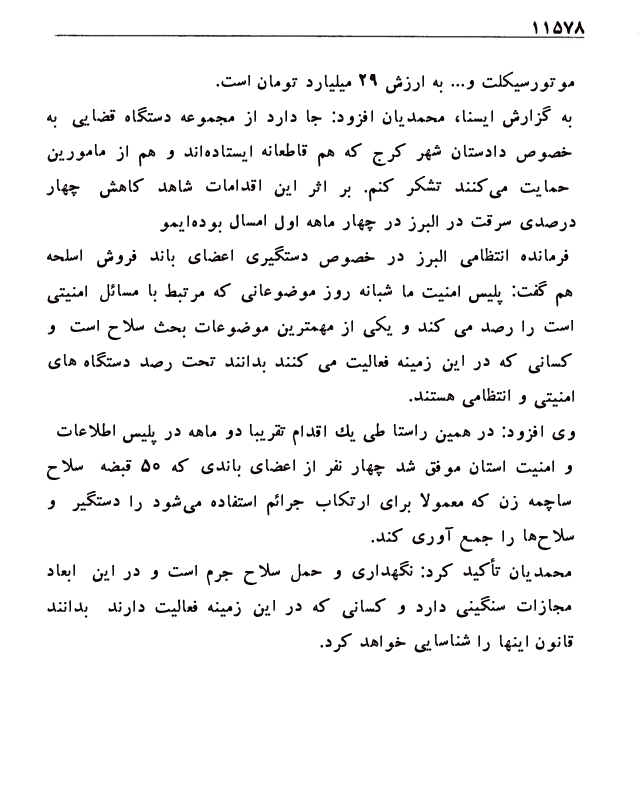 ۱۱۵۷۸
موتورسیکلت و... به ارزش ۲۹ میلیارد تومان است.
به گزارش ایسنا، محمدیان افزود: جا دارد از مجموعه دستگاه قضایی به
خصوص دادستان شهر کرج که هم قاطعانه ایستاده‌اند و هم از مامورین
حمایت می‌کنند تشکر کنم. بر اثر این اقدامات شاهد کاهش چهار
درصدی سرقت در البرز در چهار ماهه اول امسال بوده‌ایمو
فرمانده انتظامی البرز در خصوص دستگیری اعضای باند فروش اسلحه
هم گفت: پلیس امنیت ما شبانه روز موضوعاتی که مرتبط با مسائل امنیتی
است را رصد می کند و یکی از مهمترین موضوعات بحث سلاح است و
کسانی که در این زمینه فعالیت می کنند بدانند تحت رصد دستگاه های
امنیتی و انتظامی هستند.
وی افزود: در همین راستا طی یك اقدام تقریبا دو ماهه در پلیس اطلاعات
و امنیت استان موفق شد چهار نفر از اعضای باندی که ۵۰ قبضه سلاح
ساچمه زن که معمولا برای ارتکاب جرائم استفاده می‌شود را دستگیر و
سلاح‌ها را جمع آوری کند.
محمدیان تأکید کرد: نگهداری و حمل سلاح جرم است و در این ابعاد
مجازات سنگینی دارد و کسانی که در این زمینه فعالیت دارند بدانند
قانون اینها را شناسایی خواهد کرد.